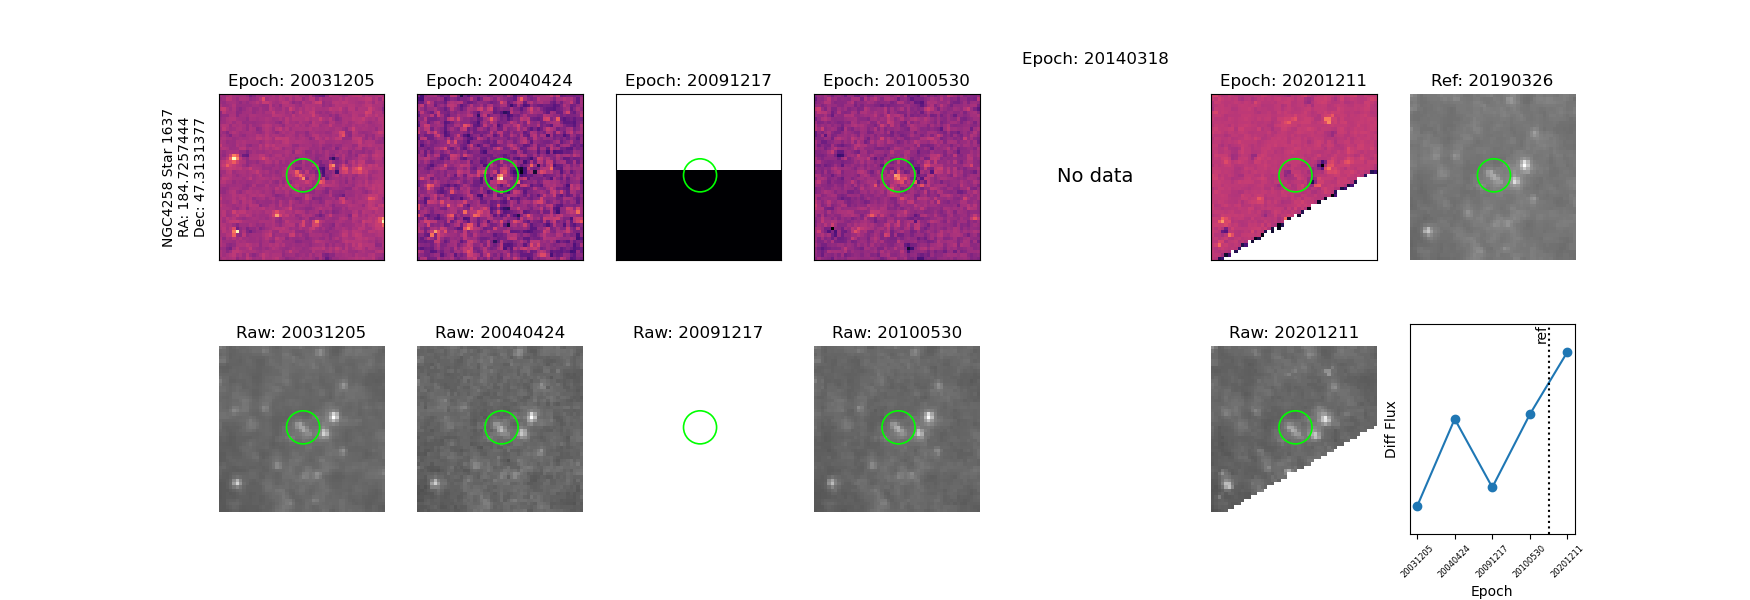 NGC4258 Star 1637
RA: 184.7257444
Dec: 47.3131377
Epoch: 20031205
Epoch: 20040424
Epoch: 20091217
Epoch: 20100530
Epoch: 20140318
No data
Epoch: 20201211
Ref: 20190326
Raw: 20031205
Raw: 20040424
Raw: 20091217
Raw: 20100530
Raw: 20201211
ref
Diff Flux
20031205
20040424
20091217
20100530
20201211
Epoch